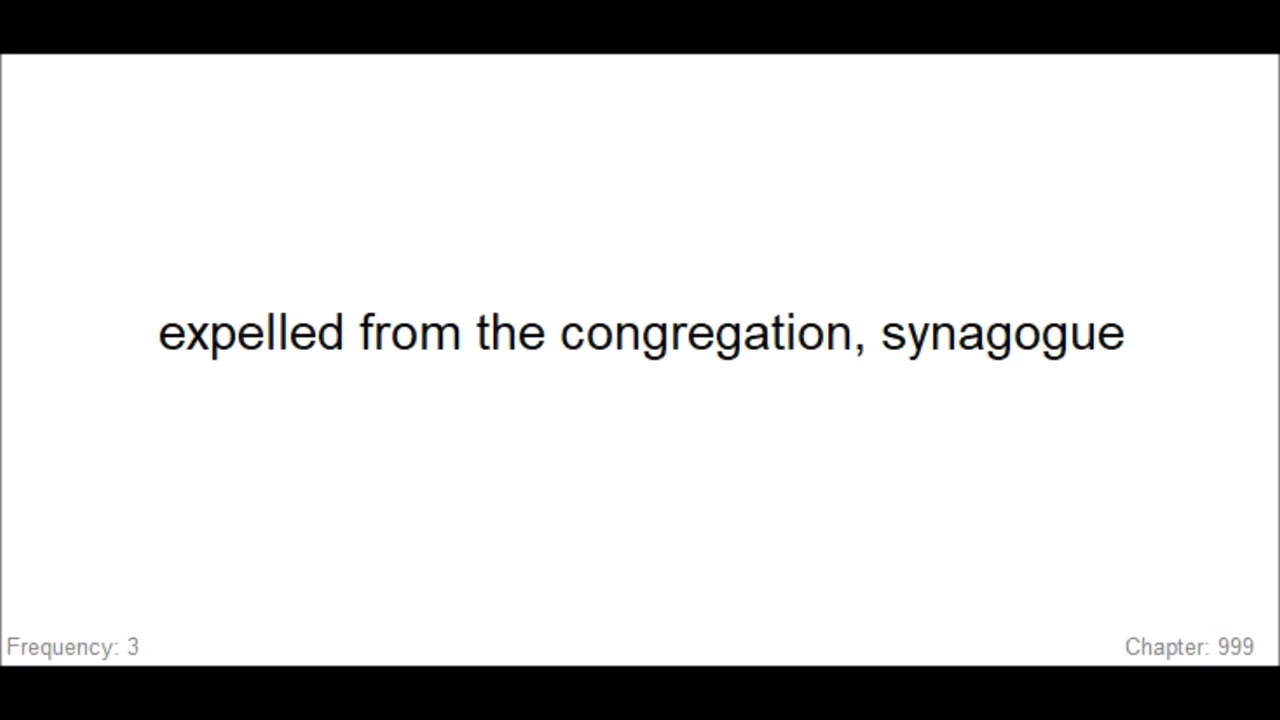 expelled from the congregation, synagogue
Frequency: 3
Chapter: 999